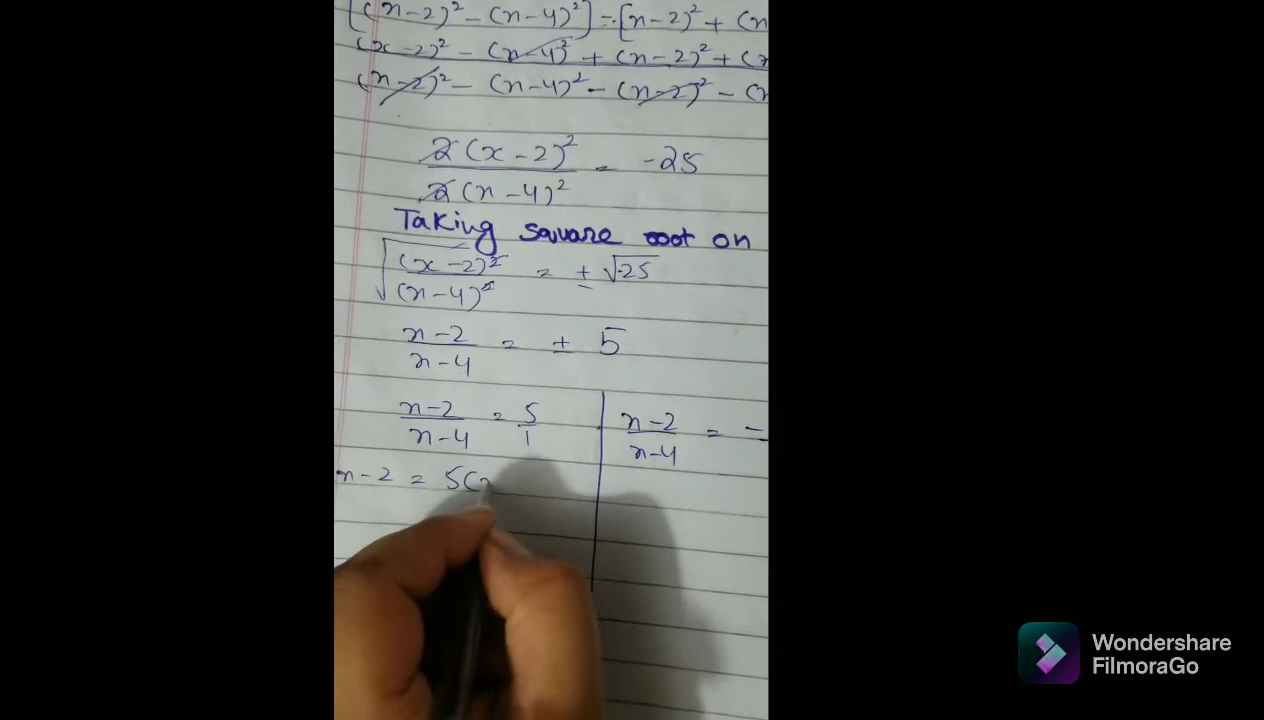 [(x-2)² - (x-4)²] ÷ [x-2)² + (x
(x-2)² - (x-4)² + (x-2)² + (x
(x-2)² - (x-4)² - (x-2)² - (x
2(x-2)² / 2(x-4)² = -25
Taking square root on
√(x-2)²/(x-4)² = ± √-25
x-2 / x-4 = ± 5
x-2 / x-4 = 5/1
x-2 / x-4 = -
x-2 = 5(x
Wondershare
FilmoraGo